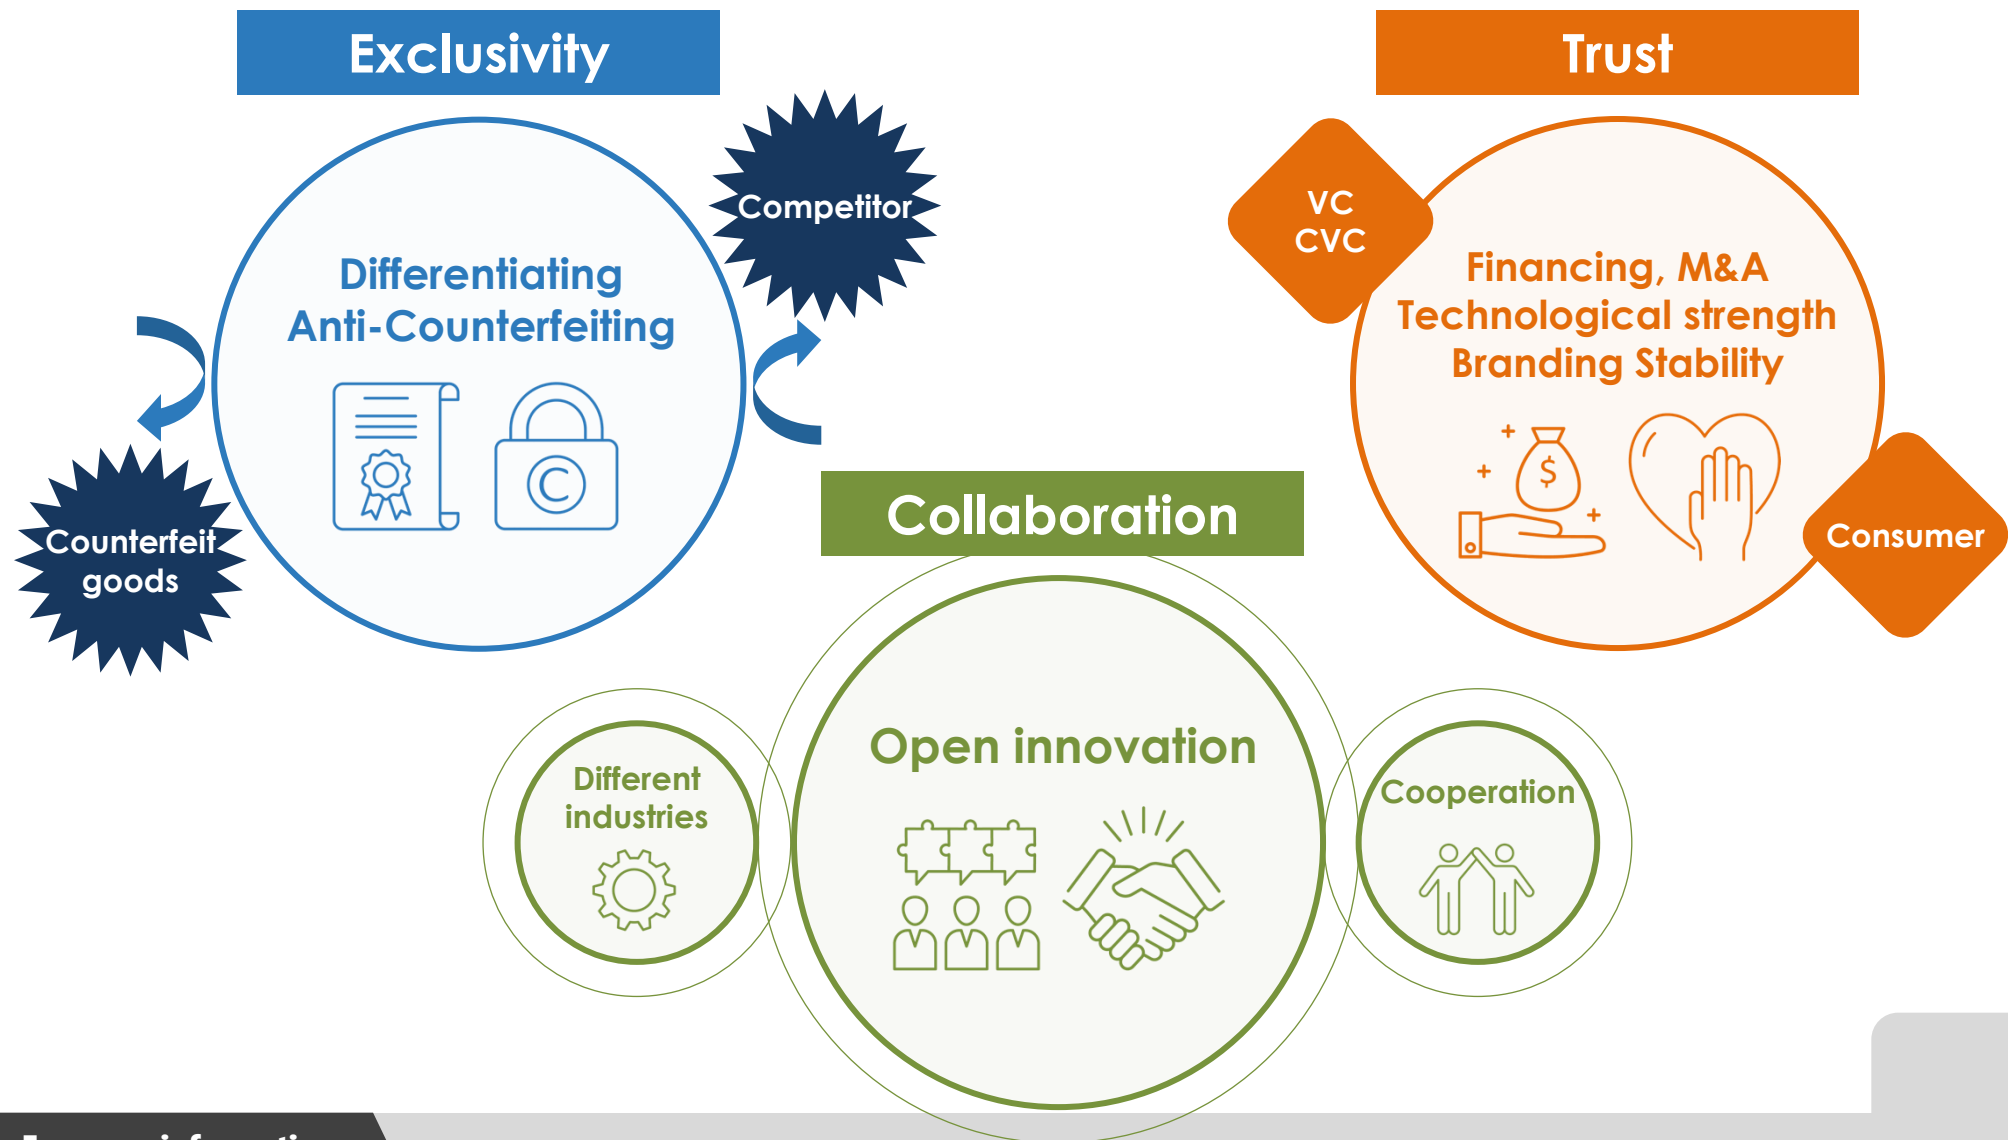 Exclusivity
Competitor
Differentiating
Anti-Counterfeiting
C
Counterfeit
goods
Trust
VC
CVC
Financing, M&A
Technological strength
Branding Stability
$
Consumer
Collaboration
Open innovation
Different
industries
Cooperation